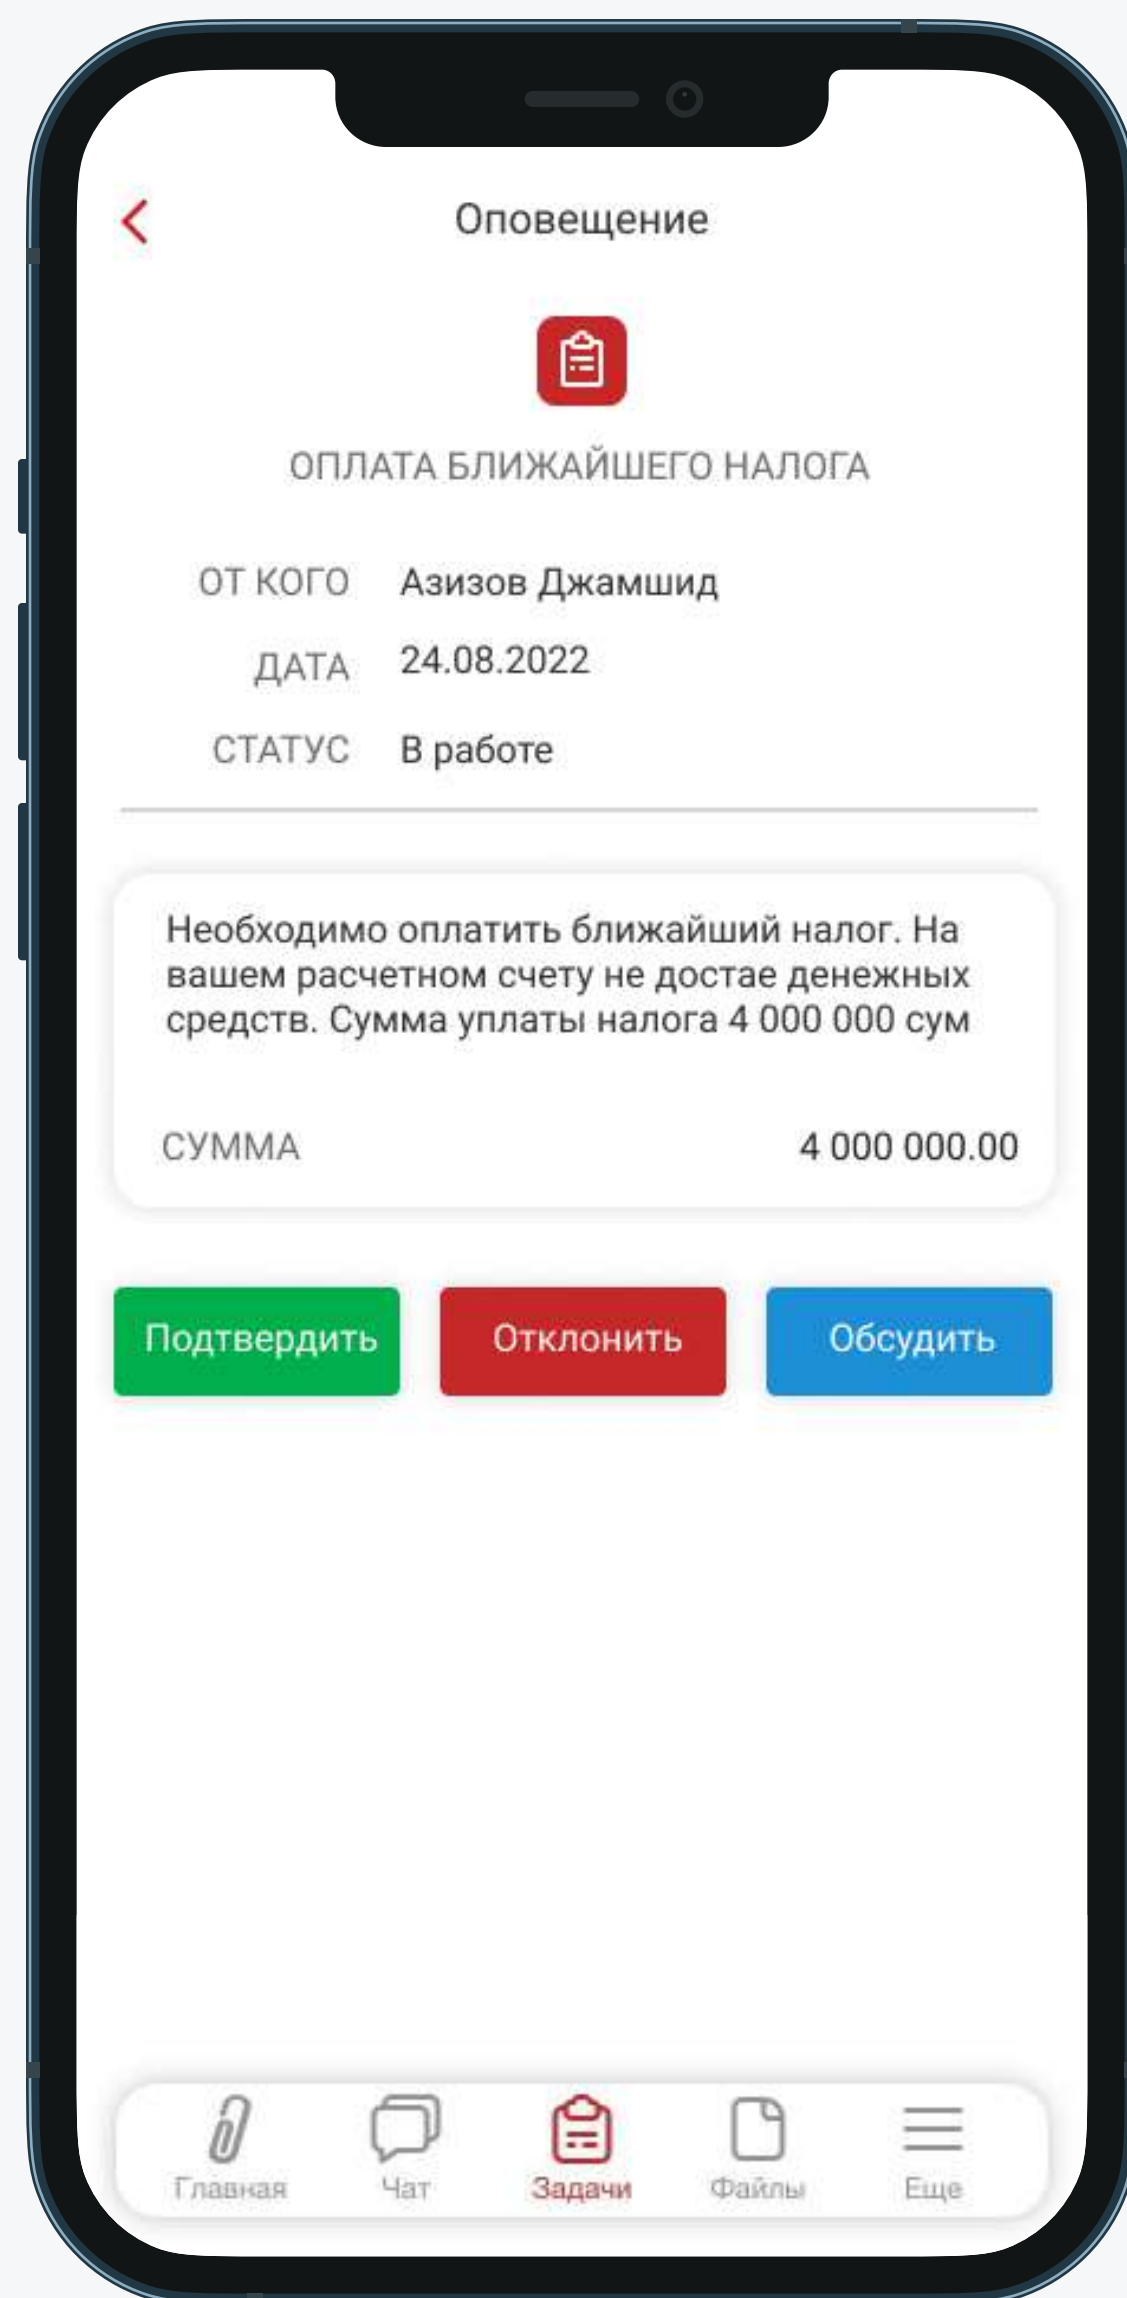 Оповещение
ОПЛАТА БЛИЖАЙШЕГО НАЛОГА
ОТ КОГО Азизов Джамшид
ДАТА 24.08.2022
СТАТУС В работе
Необходимо оплатить ближайший налог. На
вашем расчетном счету не достае денежных
средств. Сумма уплаты налога 4 000 000 сум
СУММА 4 000 000.00
Подтвердить Отклонить Обсудить
Главная Чат Задачи Файлы Еще